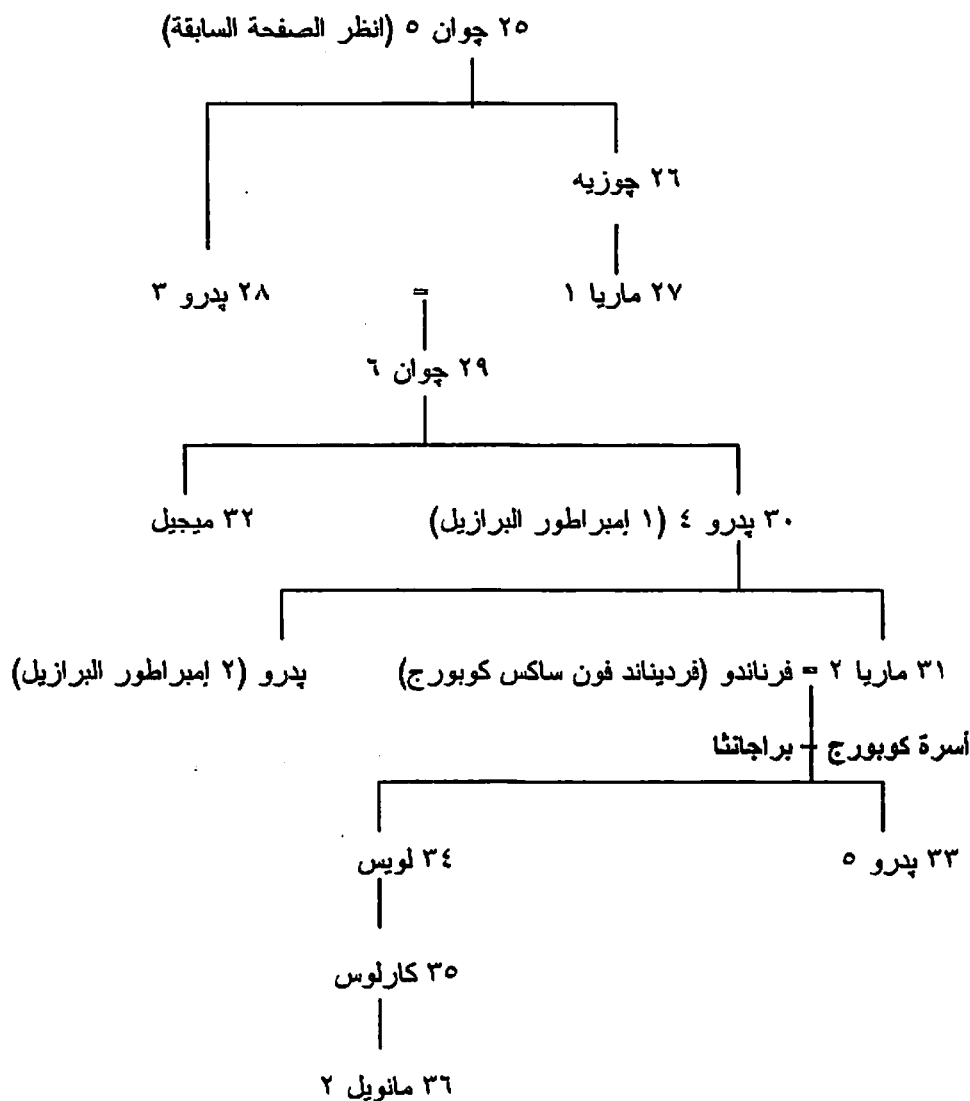 ٢٥ چوان ٥ (انظر الصفحة السابقة)
٢٦ چوزيه
٢٧ ماريا ١ = ٢٨ پدرو ٣
٢٩ چوان ٦
٣٠ پدرو ٤ (١ إمبراطور البرازيل) ٣٢ ميجيل
٣١ ماريا ٢ = فرناندو (فرديناند فون ساكس كوبورج) پدرو (٢ إمبراطور البرازيل)
أسرة كوبورج - براجانثا
٣٣ پدرو ٥ ٣٤ لويس
٣٥ كارلوس
٣٦ مانويل ٢